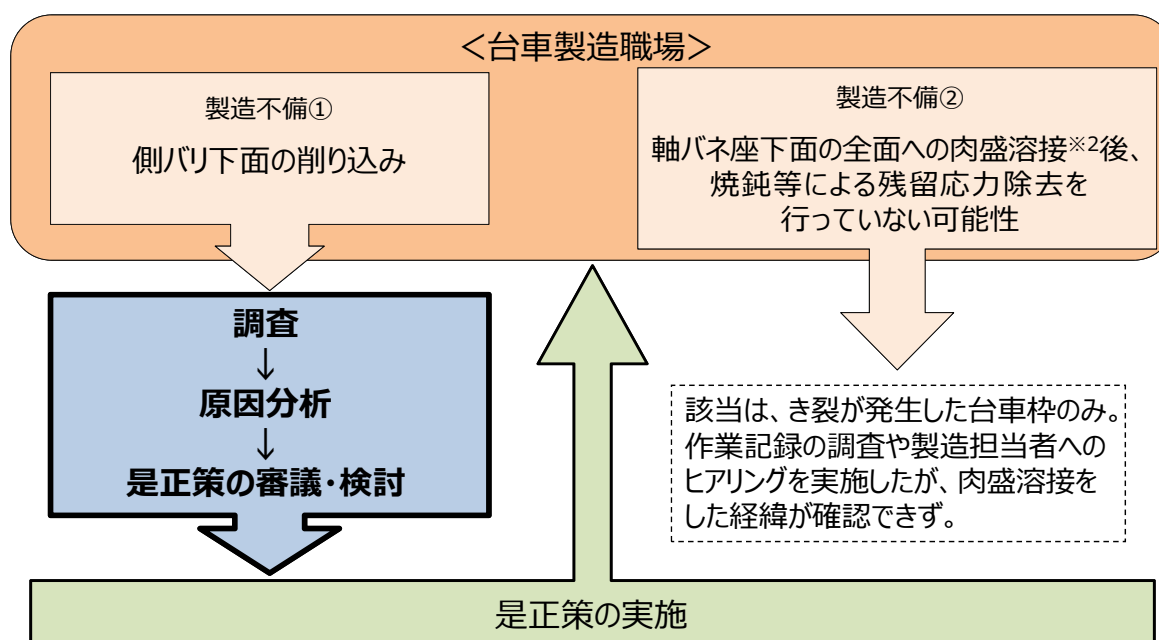 ＜台車製造職場＞
製造不備①
側バリ下面の削り込み
製造不備②
軸バネ座下面の全面への肉盛溶接※2後、
焼鈍等による残留応力除去を
行っていない可能性
調査
↓
原因分析
↓
是正策の審議・検討
該当は、き裂が発生した台車枠のみ。
作業記録の調査や製造担当者への
ヒアリングを実施したが、肉盛溶接を
した経緯が確認できず。
是正策の実施